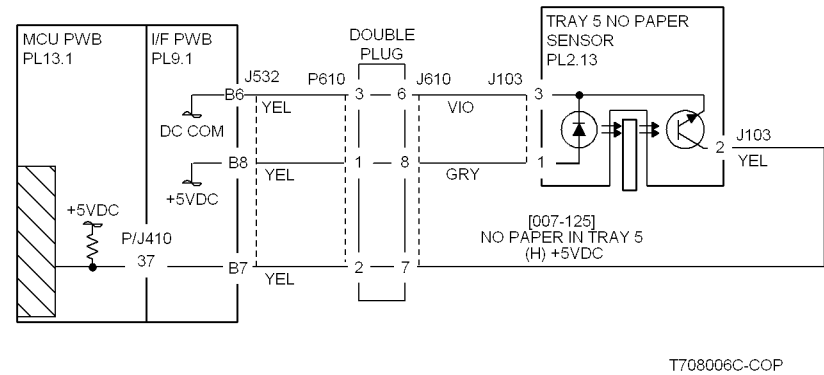 MCU PWB
PL13.1
I/F PWB
PL9.1
DOUBLE
PLUG
TRAY 5 NO PAPER
SENSOR
PL2.13
J532
P610
J610
J103
B6
YEL
3
6
VIO
3
DC COM
J103
2
YEL
B8
YEL
1
8
GRY
1
+5VDC
+5VDC
P/J410
37
[007-125]
NO PAPER IN TRAY 5
(H) +5VDC
B7
YEL
2
7
T708006C-COP